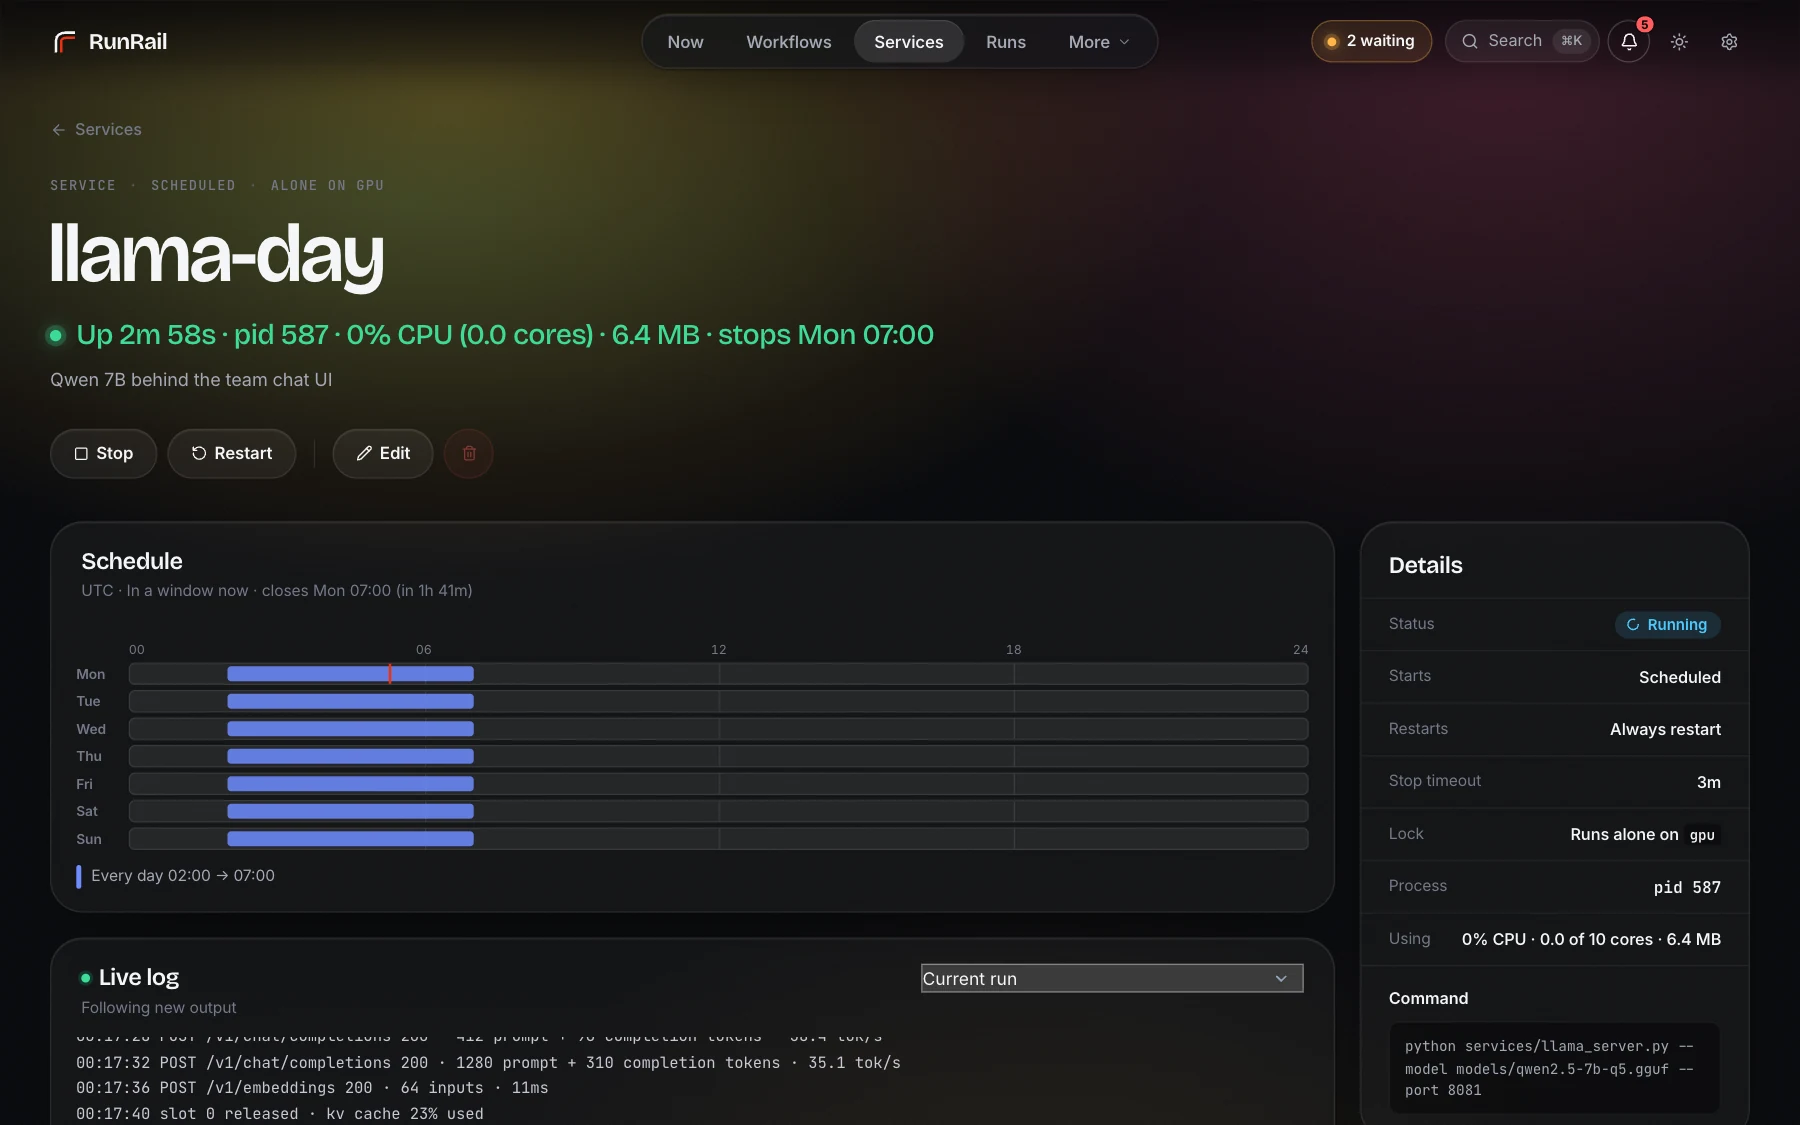 RunRail
Now
Workflows
Services
Runs
More
2 waiting
Search
⌘K
5
Services
SERVICE · SCHEDULED · ALONE ON GPU
llama-day
Up 2m 58s · pid 587 · 0% CPU (0.0 cores) · 6.4 MB · stops Mon 07:00
Qwen 7B behind the team chat UI
Stop
Restart
Edit
Schedule
UTC · In a window now · closes Mon 07:00 (in 1h 41m)
00 06 12 18 24
Mon
Tue
Wed
Thu
Fri
Sat
Sun
Every day 02:00 → 07:00
Live log
Current run
Following new output
00:17:32 POST /v1/chat/completions 200 · 1280 prompt + 310 completion tokens · 35.1 tok/s
00:17:36 POST /v1/embeddings 200 · 64 inputs · 11ms
00:17:40 slot 0 released · kv cache 23% used
Details
Status Running
Starts Scheduled
Restarts Always restart
Stop timeout 3m
Lock Runs alone on gpu
Process pid 587
Using 0% CPU · 0.0 of 10 cores · 6.4 MB
Command
python services/llama_server.py --
model models/qwen2.5-7b-q5.gguf --
port 8081